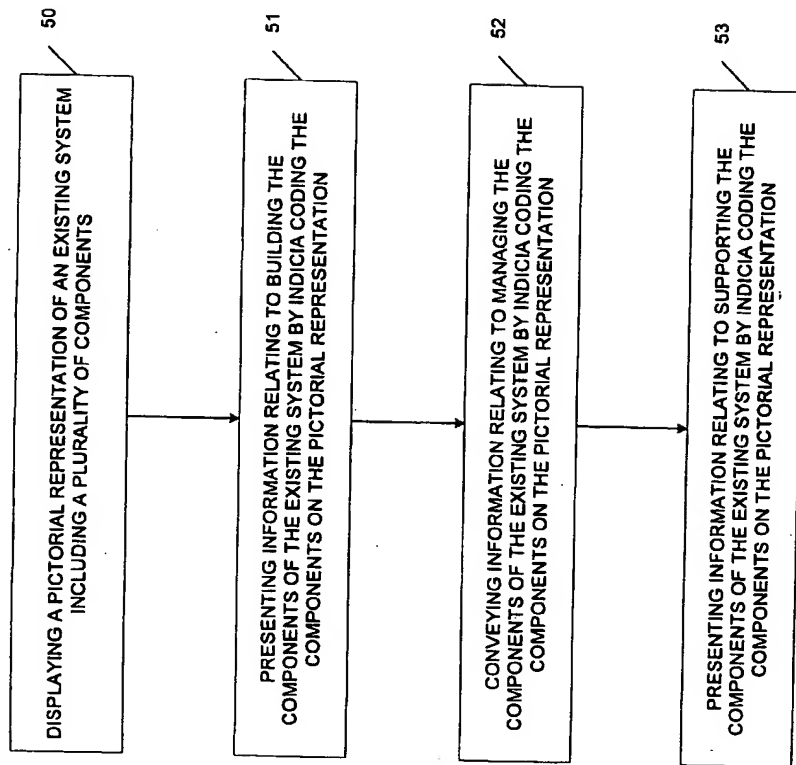 50
DISPLAYING A PICTORIAL REPRESENTATION OF AN EXISTING SYSTEM
INCLUDING A PLURALITY OF COMPONENTS
51
PRESENTING INFORMATION RELATING TO BUILDING THE
COMPONENTS OF THE EXISTING SYSTEM BY INDICIA CODING THE
COMPONENTS ON THE PICTORIAL REPRESENTATION
52
CONVEYING INFORMATION RELATING TO MANAGING THE
COMPONENTS OF THE EXISTING SYSTEM BY INDICIA CODING THE
COMPONENTS ON THE PICTORIAL REPRESENTATION
53
PRESENTING INFORMATION RELATING TO SUPPORTING THE
COMPONENTS OF THE EXISTING SYSTEM BY INDICIA CODING THE
COMPONENTS ON THE PICTORIAL REPRESENTATION